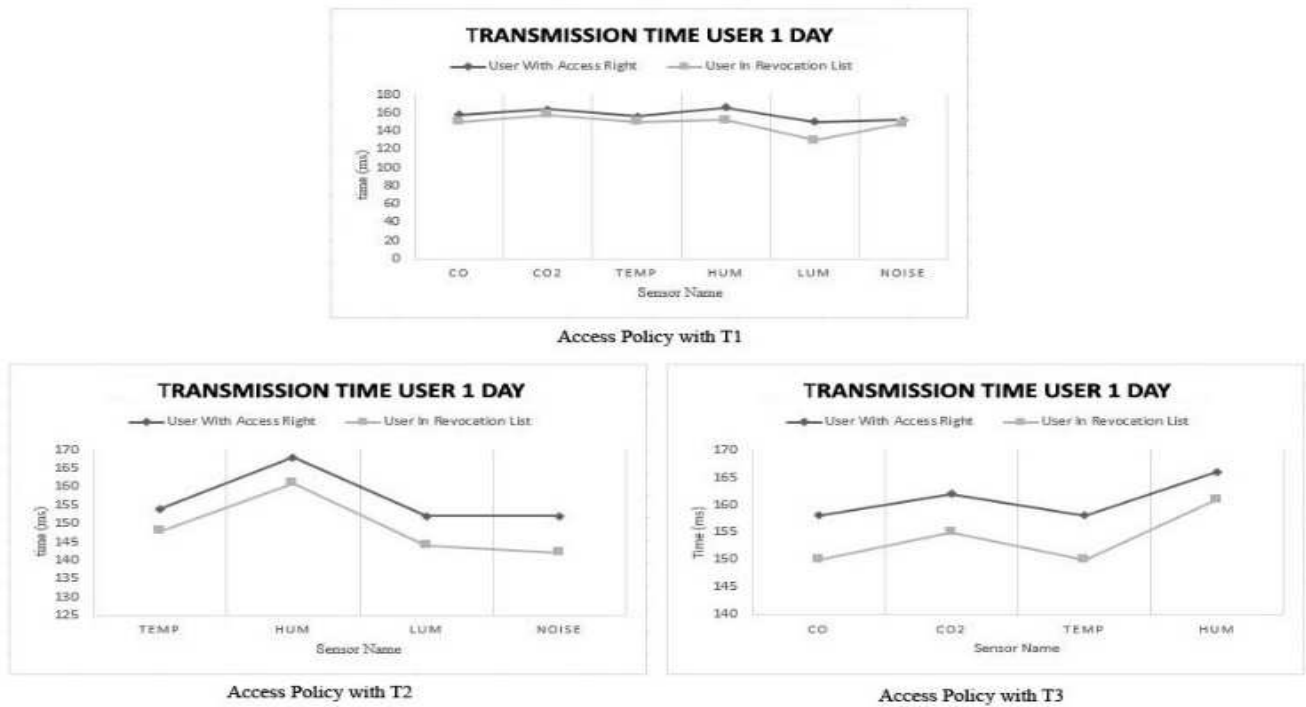 TRANSMISSION TIME USER 1 DAY
User With Access Right User In Revocation List
180
160
140
120
100
80
60
40
20
0
time (ms)
CO CO2 TEMP HUM LUM NOISE
Sensor Name
Access Policy with T1
TRANSMISSION TIME USER 1 DAY
User With Access Right User In Revocation List
170
165
160
155
150
145
140
135
130
125
time (ms)
TEMP HUM LUM NOISE
Sensor Name
Access Policy with T2
TRANSMISSION TIME USER 1 DAY
User With Access Right User In Revocation List
170
165
160
155
150
145
140
Time (ms)
CO CO2 TEMP HUM
Sensor Name
Access Policy with T3